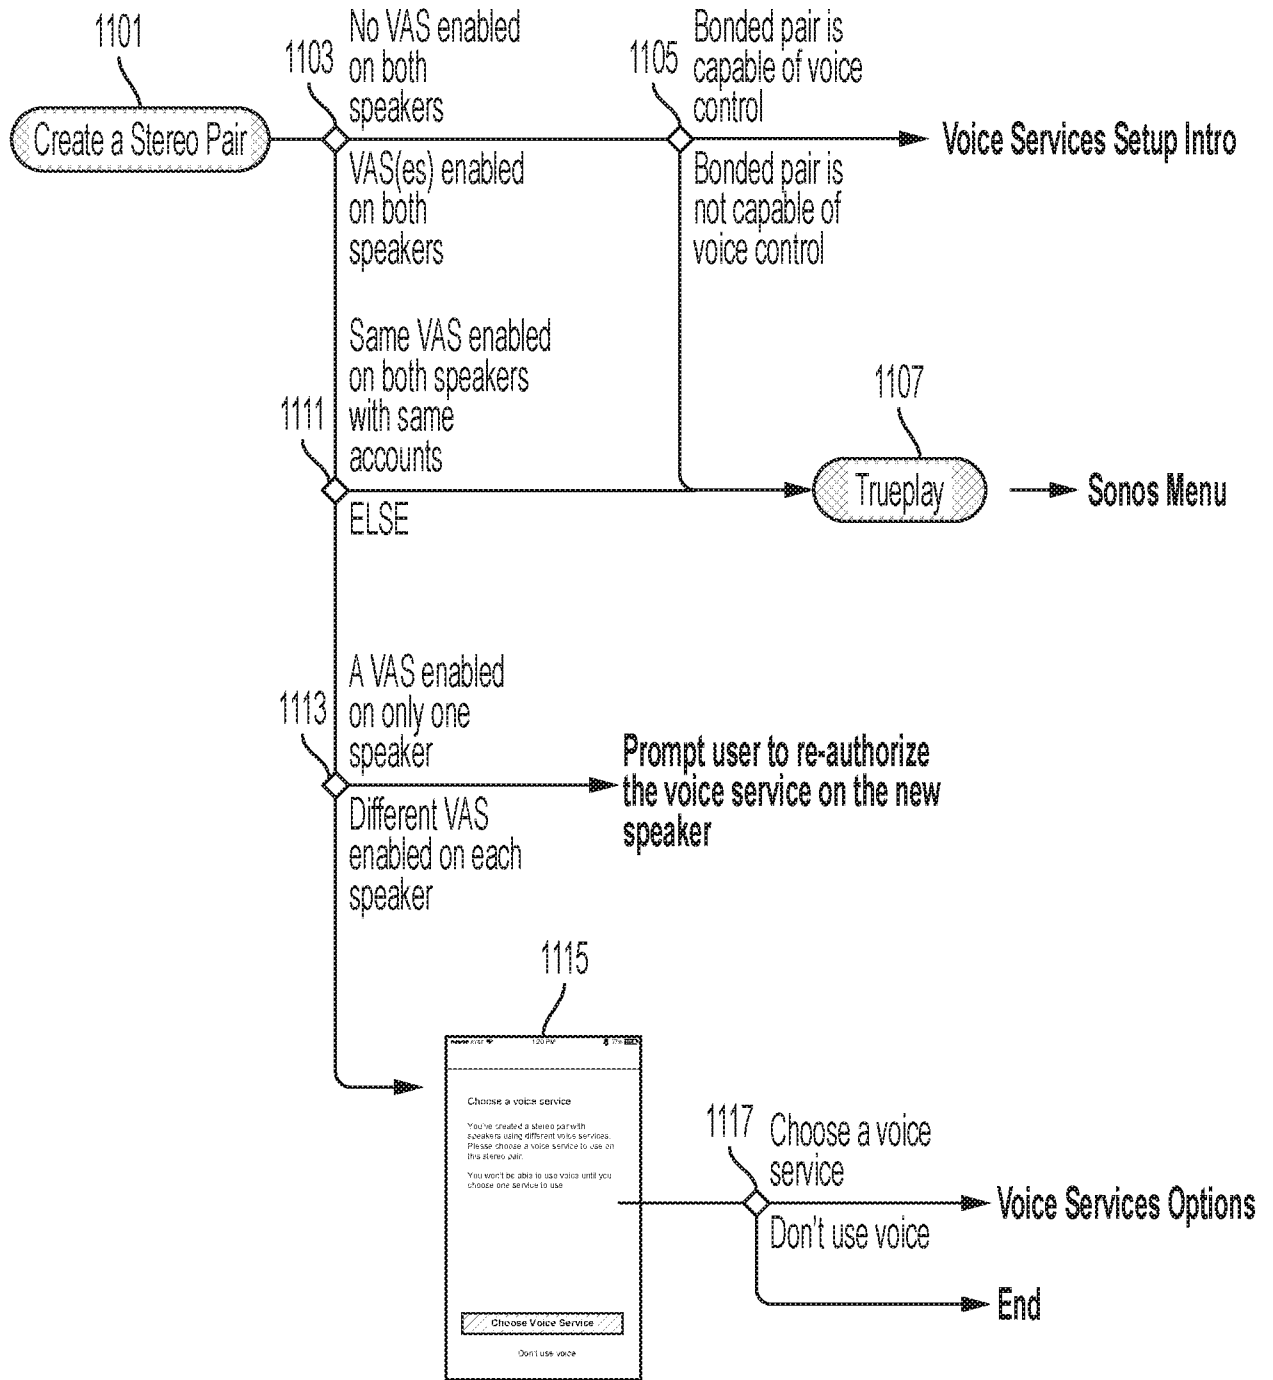 1101
Create a Stereo Pair
1103
No VAS enabled
on both
speakers
VAS(es) enabled
on both
speakers
1105
Bonded pair is
capable of voice
control
Bonded pair is
not capable of
voice control
Voice Services Setup Intro
1111
Same VAS enabled
on both speakers
with same
accounts
ELSE
1107
Trueplay
Sonos Menu
1113
A VAS enabled
on only one
speaker
Different VAS
enabled on each
speaker
Prompt user to re-authorize
the voice service on the new
speaker
1115
1:20 PM
Choose a voice service
You've created a stereo pair with
speakers using different voice services.
Please choose a voice service to use on
this stereo pair.
You won't be able to use voice until you
choose one service to use
Choose Voice Service
Don't use voice
1117
Choose a voice
service
Don't use voice
Voice Services Options
End